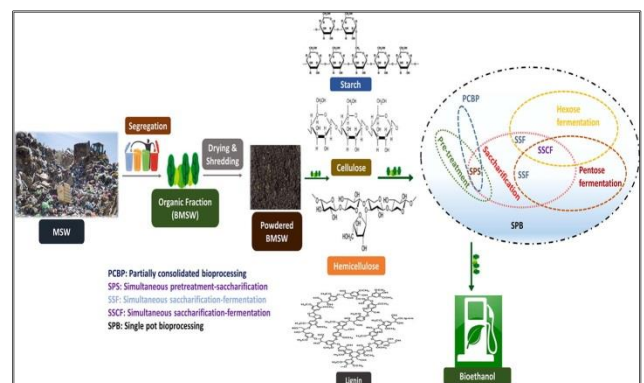 Segregation
MSW
Organic Fraction
(BMSW)
Drying &
Shredding
Powdered
BMSW
Starch
Cellulose
Hemicellulose
Lignin
PCBP
Pre-treatment
SPS
Saccharification
SSF
SSF
SSCF
Hexose
fermentation
Pentose
fermentation
SPB
Bioethanol
PCBP: Partially consolidated bioprocessing
SPS: Simultaneous pretreatment-saccharification
SSF: Simultaneous saccharification-fermentation
SSCF: Simultaneous saccharification-fermentation
SPB: Single pot bioprocessing